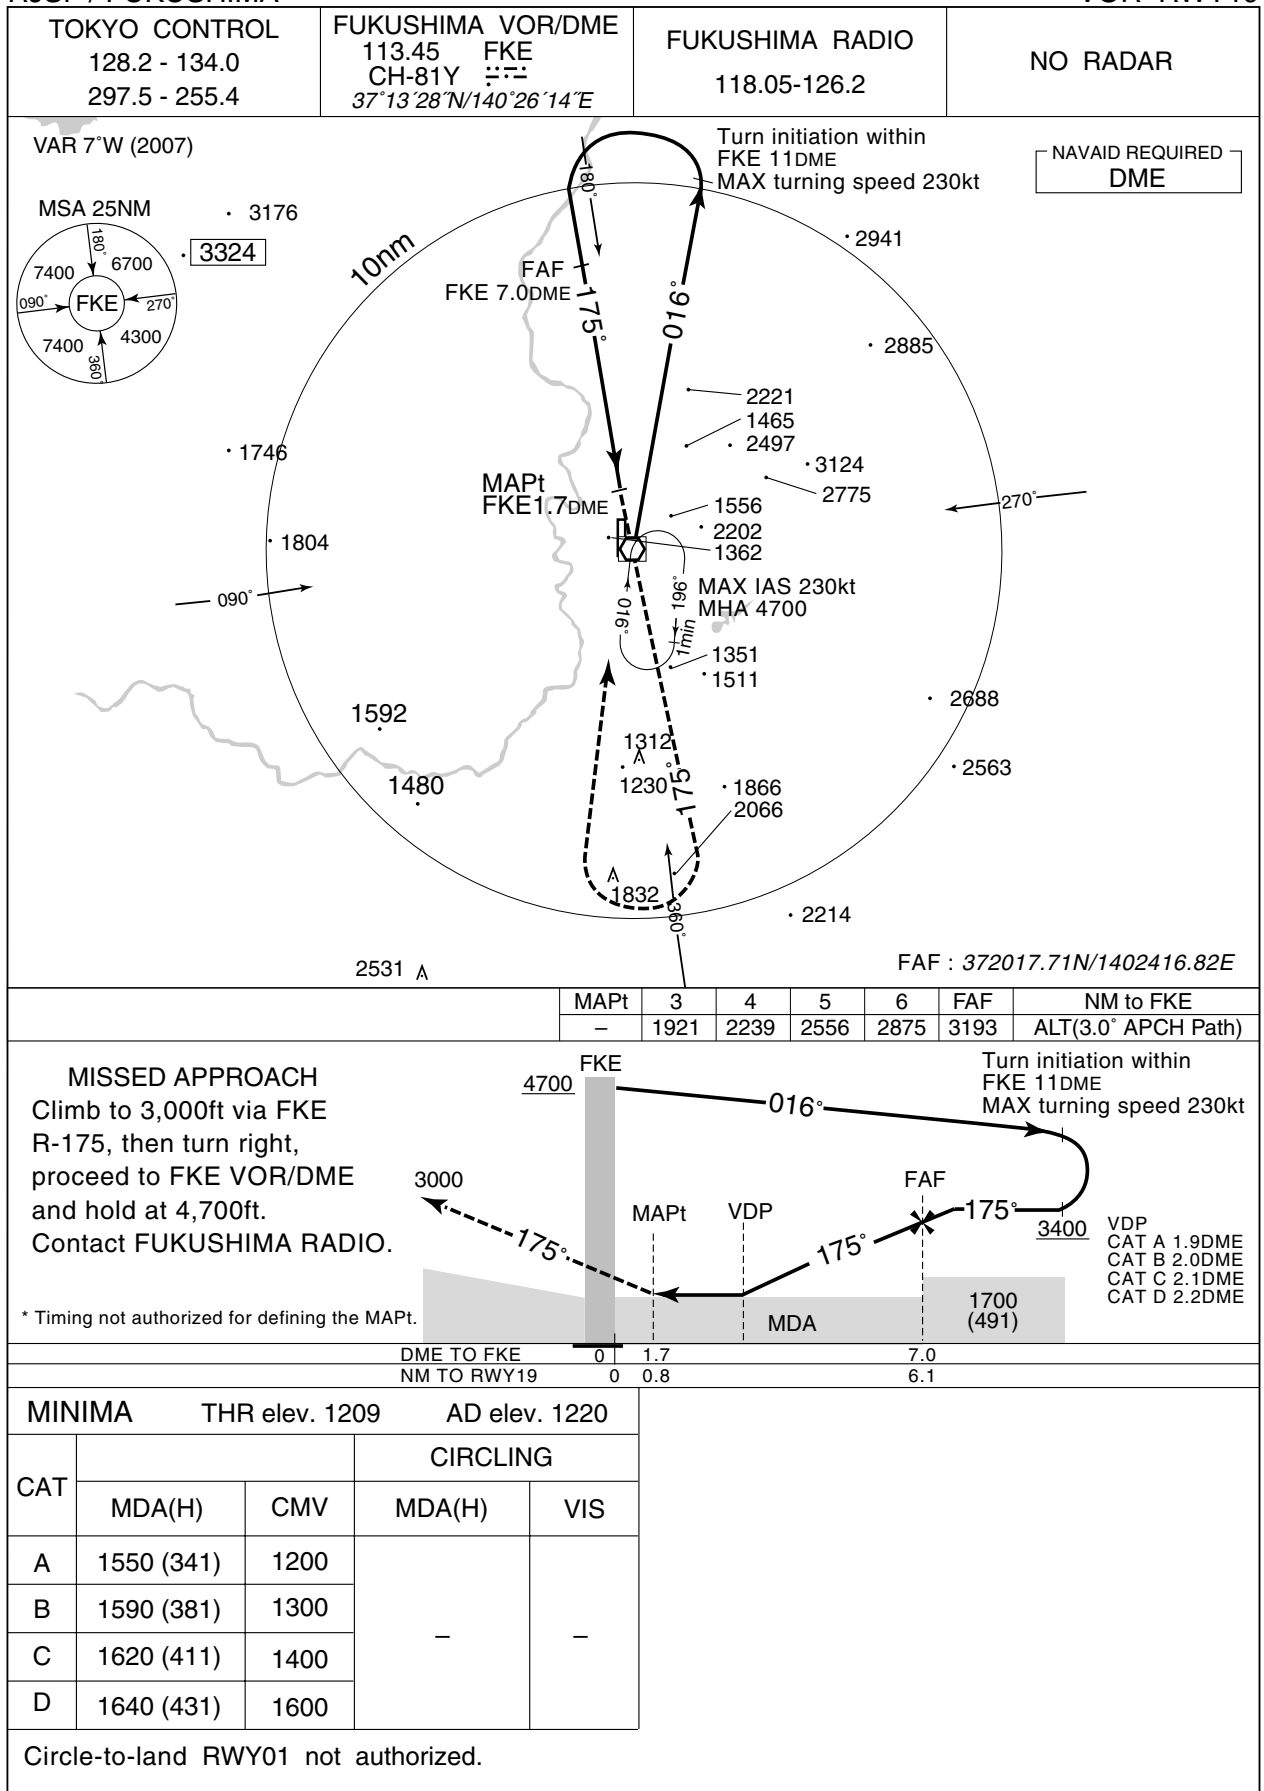 TOKYO CONTROL
128.2 - 134.0
297.5 - 255.4
FUKUSHIMA VOR/DME
113.45 FKE
CH-81Y
37°13´28˝N/140°26´14˝E
FUKUSHIMA RADIO
118.05-126.2
NO RADAR
VAR 7°W (2007)
MSA 25NM
180°
7400
6700
090°
FKE
270°
7400
4300
360°
3176
3324
10nm
180°
Turn initiation within
FKE 11DME
MAX turning speed 230kt
NAVAID REQUIRED
DME
2941
FAF
FKE 7.0DME
175°
016°
2885
2221
1465
2497
3124
2775
1746
MAPt
FKE1.7DME
1556
2202
1362
270°
1804
090°
016°
196°
1min
MAX IAS 230kt
MHA 4700
1351
1511
2688
1592
1312
1230
175°
2563
1480
1866
2066
1832
360°
2214
2531
FAF : 372017.71N/1402416.82E
MAPt 3 4 5 6 FAF NM to FKE
– 1921 2239 2556 2875 3193 ALT(3.0° APCH Path)
MISSED APPROACH
Climb to 3,000ft via FKE
R-175, then turn right,
proceed to FKE VOR/DME
and hold at 4,700ft.
Contact FUKUSHIMA RADIO.
* Timing not authorized for defining the MAPt.
FKE
4700
016°
Turn initiation within
FKE 11DME
MAX turning speed 230kt
3000
175°
MAPt
VDP
175°
FAF
175°
3400
VDP
CAT A 1.9DME
CAT B 2.0DME
CAT C 2.1DME
CAT D 2.2DME
MDA
1700
(491)
DME TO FKE 0 1.7 7.0
NM TO RWY19 0 0.8 6.1
MINIMA THR elev. 1209 AD elev. 1220
CAT
CIRCLING
MDA(H) CMV MDA(H) VIS
A 1550 (341) 1200
B 1590 (381) 1300
– –
C 1620 (411) 1400
D 1640 (431) 1600
Circle-to-land RWY01 not authorized.